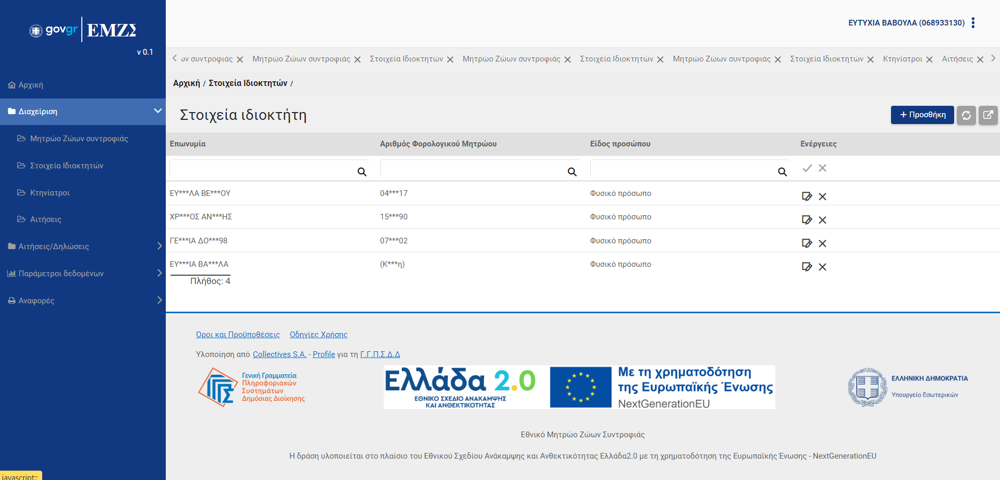 govgr ΕΜΖΣ
v 0.1
ΕΥΤΥΧΙΑ ΒΑΒΟΥΛΑ (068933130)
Αρχική
Διαχείριση
Μητρώο Ζώων συντροφιάς
Στοιχεία Ιδιοκτητών
Κτηνίατροι
Αιτήσεις
Αιτήσεις/Δηλώσεις
Παράμετροι δεδομένων
Αναφορές
ων συντροφιάς Μητρώο Ζώων συντροφιάς Στοιχεία Ιδιοκτητών Μητρώο Ζώων συντροφιάς Στοιχεία Ιδιοκτητών Μητρώο Ζώων συντροφιάς Στοιχεία Ιδιοκτητών Κτηνίατροι Αιτήσεις
Αρχική / Στοιχεία Ιδιοκτητών /
Στοιχεία ιδιοκτήτη
+ Προσθήκη
Επωνυμία Αριθμός Φορολογικού Μητρώου Είδος προσώπου Ενέργειες
ΕΥ***ΛΑ ΒΕ***ΟΥ 04***17 Φυσικό πρόσωπο
ΧΡ***ΟΣ ΑΝ***ΗΣ 15***90 Φυσικό πρόσωπο
ΓΕ***ΙΑ ΔΟ***98 07***02 Φυσικό πρόσωπο
ΕΥ***ΙΑ ΒΑ***ΛΑ (Κ***η) Φυσικό πρόσωπο
Πλήθος: 4
Όροι και Προϋποθέσεις Οδηγίες Χρήσης
Υλοποίηση από Collectives S.A. - Profile για τη Γ.Γ.Π.Σ.Δ.Δ
Γενική Γραμματεία
Πληροφοριακών
Συστημάτων
Δημόσιας Διοίκησης
Ελλάδα 2.0
ΕΘΝΙΚΟ ΣΧΕΔΙΟ ΑΝΑΚΑΜΨΗΣ
ΚΑΙ ΑΝΘΕΚΤΙΚΟΤΗΤΑΣ
Με τη χρηματοδότηση
της Ευρωπαϊκής Ένωσης
NextGenerationEU
ΕΛΛΗΝΙΚΗ ΔΗΜΟΚΡΑΤΙΑ
Υπουργείο Εσωτερικών
Εθνικό Μητρώο Ζώων Συντροφιάς
Η δράση υλοποιείται στο πλαίσιο του Εθνικού Σχεδίου Ανάκαμψης και Ανθεκτικότητας Ελλάδα2.0 με τη χρηματοδότηση της Ευρωπαϊκής Ένωσης - NextGenerationEU
javascript:;